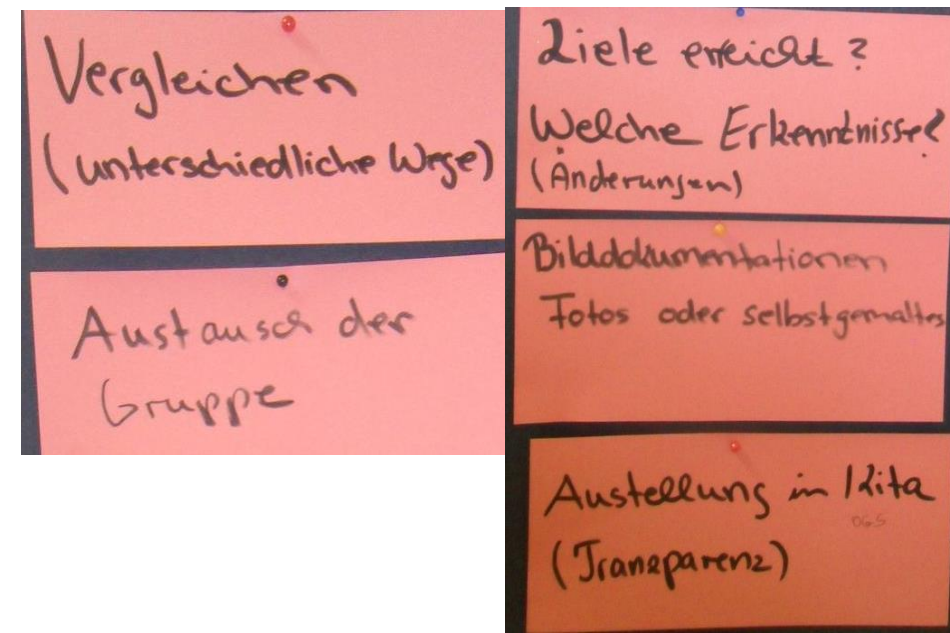 Vergleichen
(unterschiedliche Wege)
Austausch der
Gruppe
Ziele erreicht?
Welche Erkenntnisse?
(Änderungen)
Bilddokumentationen
Fotos oder selbstgemaltes
Austellung in Kita
OGS
(Transparenz)